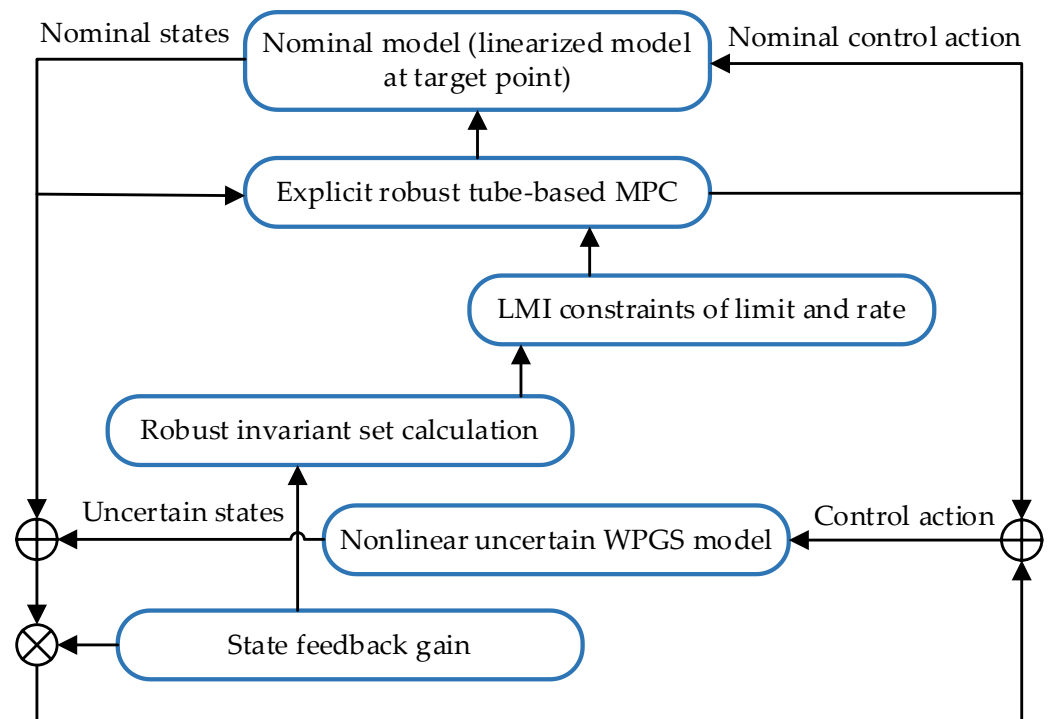 Nominal states
Nominal model (linearized model
at target point)
Nominal control action
Explicit robust tube-based MPC
LMI constraints of limit and rate
Robust invariant set calculation
Uncertain states
Nonlinear uncertain WPGS model
Control action
State feedback gain